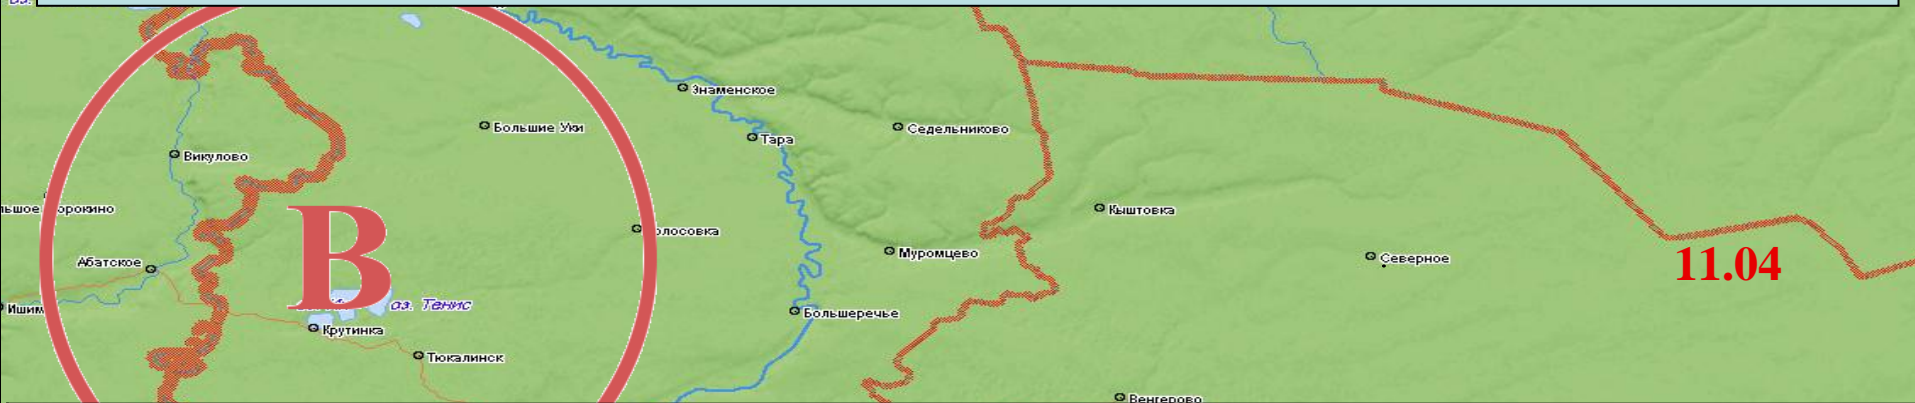 Знаменское
Большие Уки
Седельниково
Тара
Викулово
Кыштовка
В
Муромцево
Северное
Абатское
11.04
оз. Тенис
Ишим
Большеречье
Крутинка
Тюкалинск
Венгерово